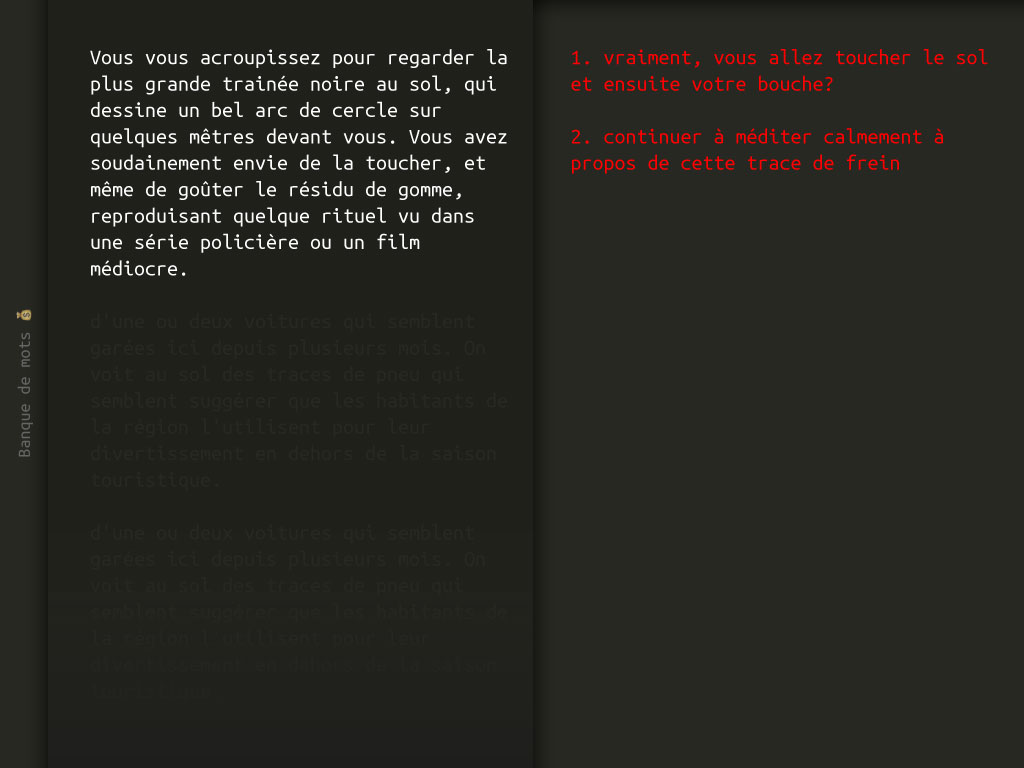 Vous vous acroupissez pour regarder la
plus grande trainée noire au sol, qui
dessine un bel arc de cercle sur
quelques mêtres devant vous. Vous avez
soudainement envie de la toucher, et
même de goûter le résidu de gomme,
reproduisant quelque rituel vu dans
une série policière ou un film
médiocre.
d'une ou deux voitures qui semblent
garées ici depuis plusieurs mois. On
voit au sol des traces de pneu qui
semblent suggérer que les habitants de
la région l'utilisent pour leur
divertissement en dehors de la saison
touristique.
d'une ou deux voitures qui semblent
garées ici depuis plusieurs mois. On
voit au sol des traces de pneu qui
semblent suggérer que les habitants de
la région l'utilisent pour leur
divertissement en dehors de la saison
touristique.
1. vraiment, vous allez toucher le sol
et ensuite votre bouche?
2. continuer à méditer calmement à
propos de cette trace de frein
Banque de mots